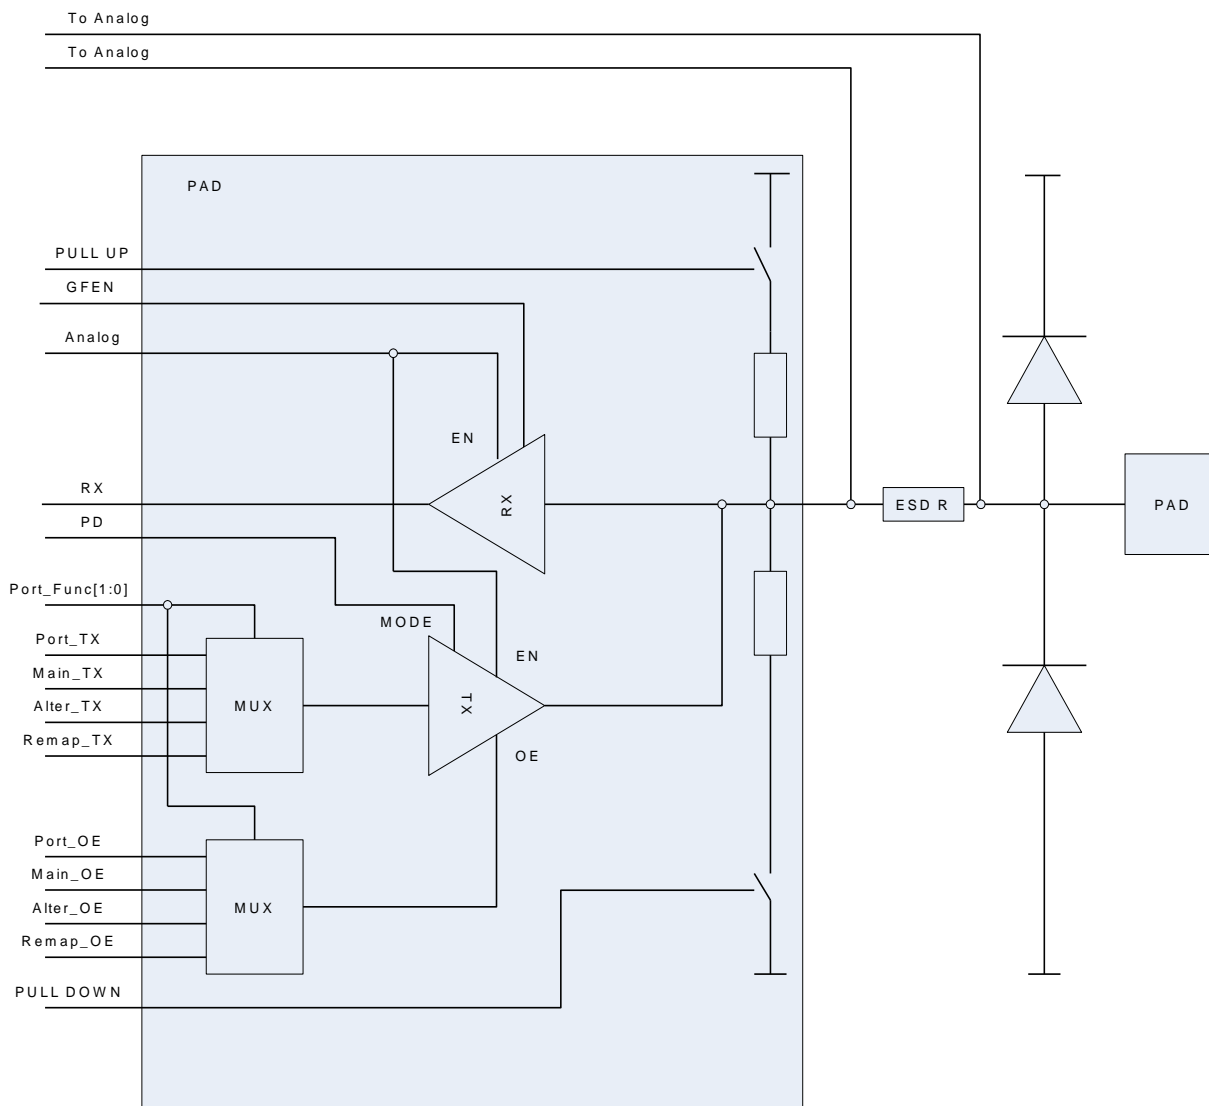 To Analog
To Analog
PAD
PULL UP
GFEN
Analog
EN
RX
RX
ESD R
PAD
PD
Port_Func[1:0]
MODE
Port_TX
EN
Main_TX
MUX
TX
Alter_TX
Remap_TX
OE
Port_OE
Main_OE
MUX
Alter_OE
Remap_OE
PULL DOWN